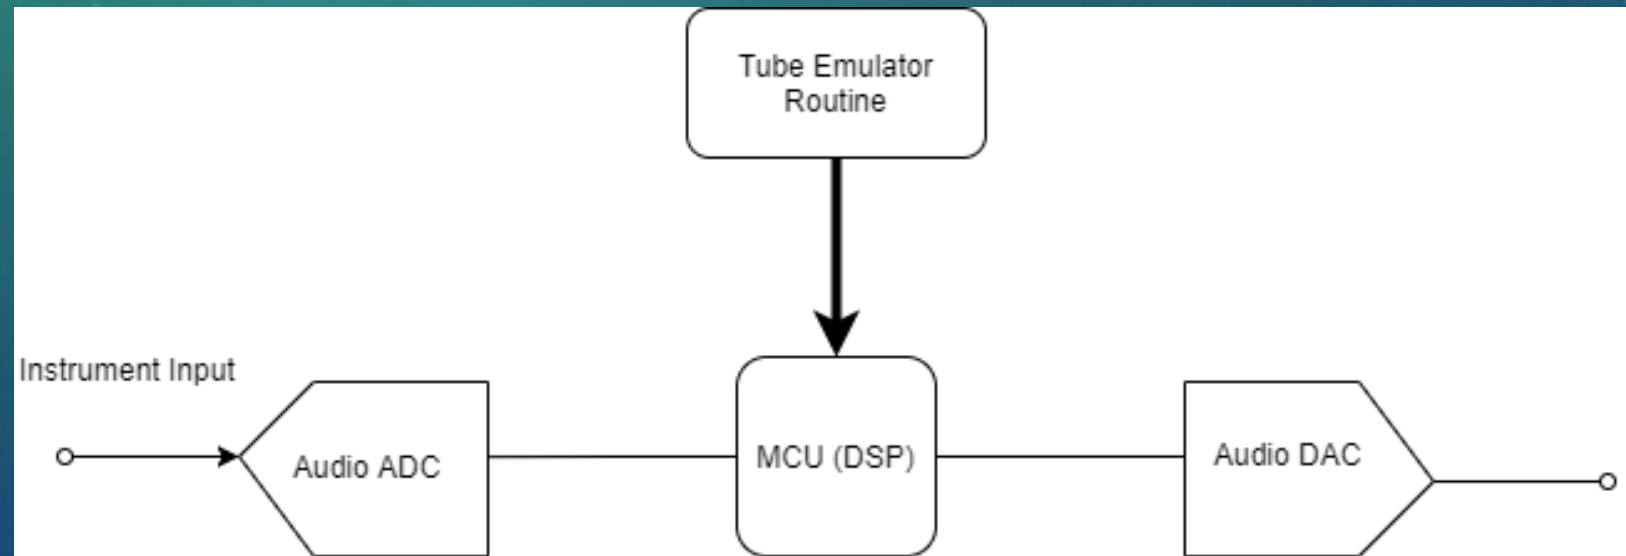 Tube Emulator
Routine
Instrument Input
Audio ADC
MCU (DSP)
Audio DAC